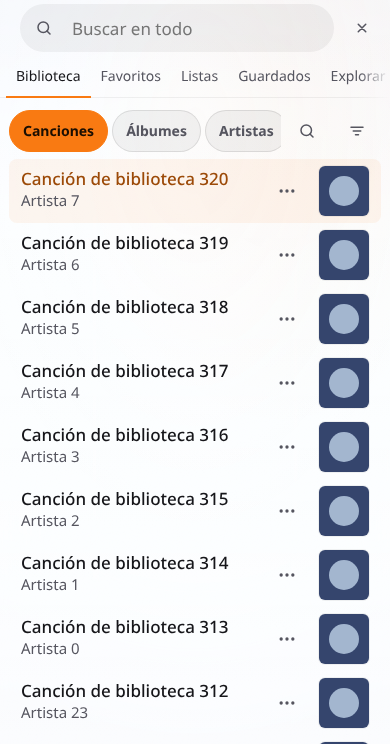 Buscar en todo
Biblioteca Favoritos Listas Guardados Explorar
Canciones Álbumes Artistas
Canción de biblioteca 320
Artista 7
Canción de biblioteca 319
Artista 6
Canción de biblioteca 318
Artista 5
Canción de biblioteca 317
Artista 4
Canción de biblioteca 316
Artista 3
Canción de biblioteca 315
Artista 2
Canción de biblioteca 314
Artista 1
Canción de biblioteca 313
Artista 0
Canción de biblioteca 312
Artista 23